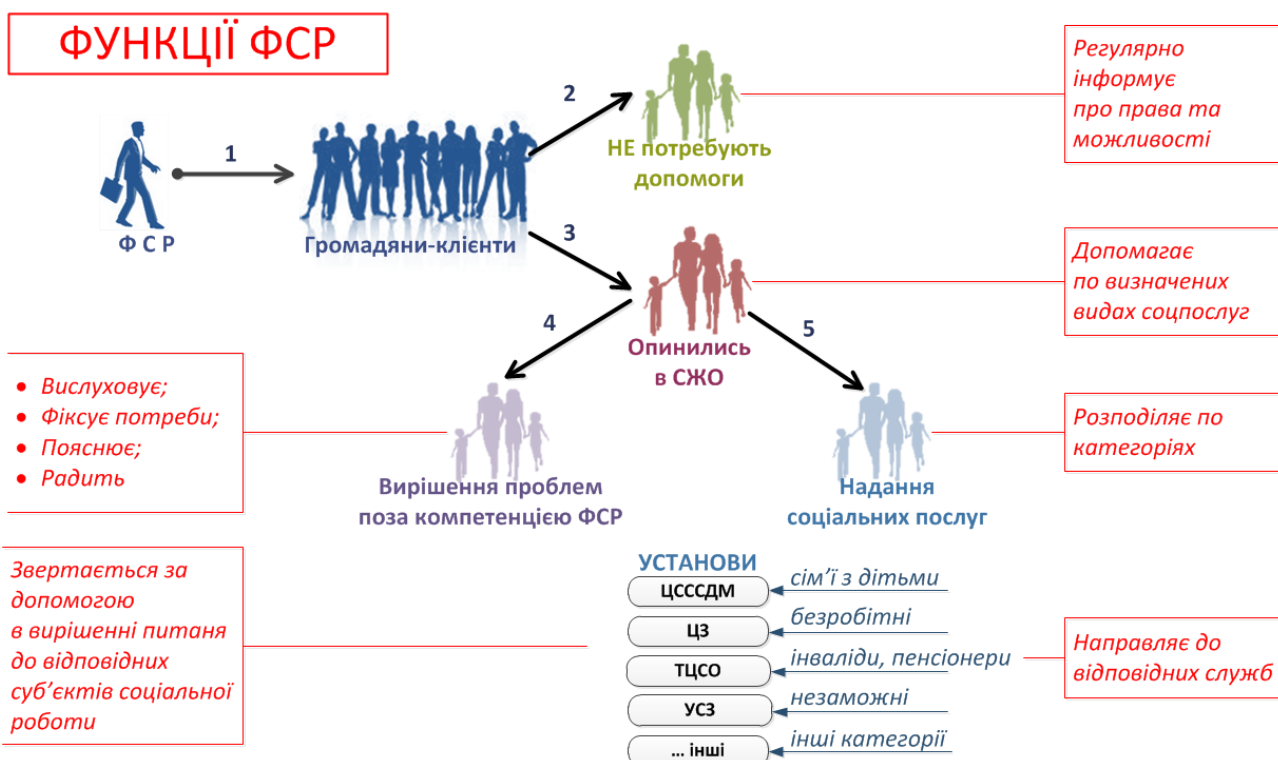 ФУНКЦІЇ ФСР
Ф С Р
1
Громадяни-клієнти
2
НЕ потребують
допомоги
Регулярно
інформує
про права та
можливості
3
Опинились
в СЖО
Допомагає
по визначених
видах соцпослуг
4
5
• Вислуховує;
• Фіксує потреби;
• Пояснює;
• Радить
Вирішення проблем
поза компетенцією ФСР
Надання
соціальних послуг
Розподіляє по
категоріях
Звертається за
допомогою
в вирішенні питаня
до відповідних
суб’єктів соціальної
роботи
УСТАНОВИ
ЦСССДМ
сім’ї з дітьми
ЦЗ
безробітні
ТЦСО
інваліди, пенсіонери
УСЗ
незаможні
... інші
інші категорії
Направляє до
відповідних служб